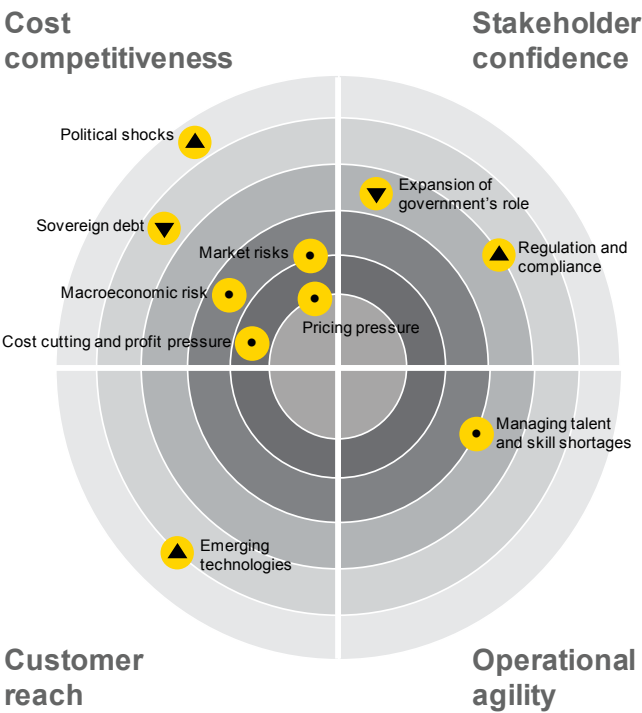 Cost
competitiveness
Stakeholder
confidence
Political shocks
Sovereign debt
Market risks
Macroeconomic risk
Cost cutting and profit pressure
Pricing pressure
Expansion of
government's role
Regulation and
compliance
Managing talent
and skill shortages
Emerging
technologies
Customer
reach
Operational
agility